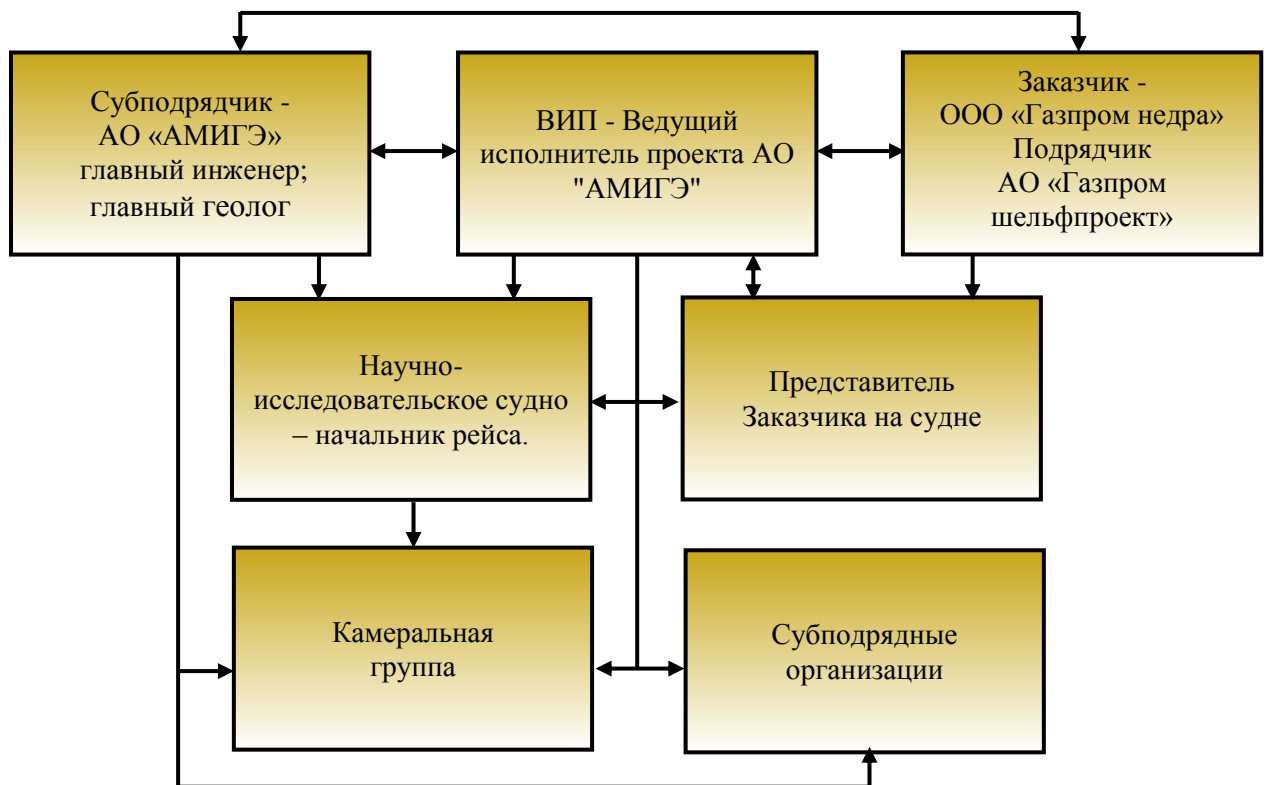 Субподрядчик -
АО «АМИГЭ»
главный инженер;
главный геолог
ВИП - Ведущий
исполнитель проекта АО
"АМИГЭ"
Заказчик -
ООО «Газпром недра»
Подрядчик
АО «Газпром
шельфпроект»
Научно-
исследовательское судно
– начальник рейса.
Представитель
Заказчика на судне
Камеральная
группа
Субподрядные
организации